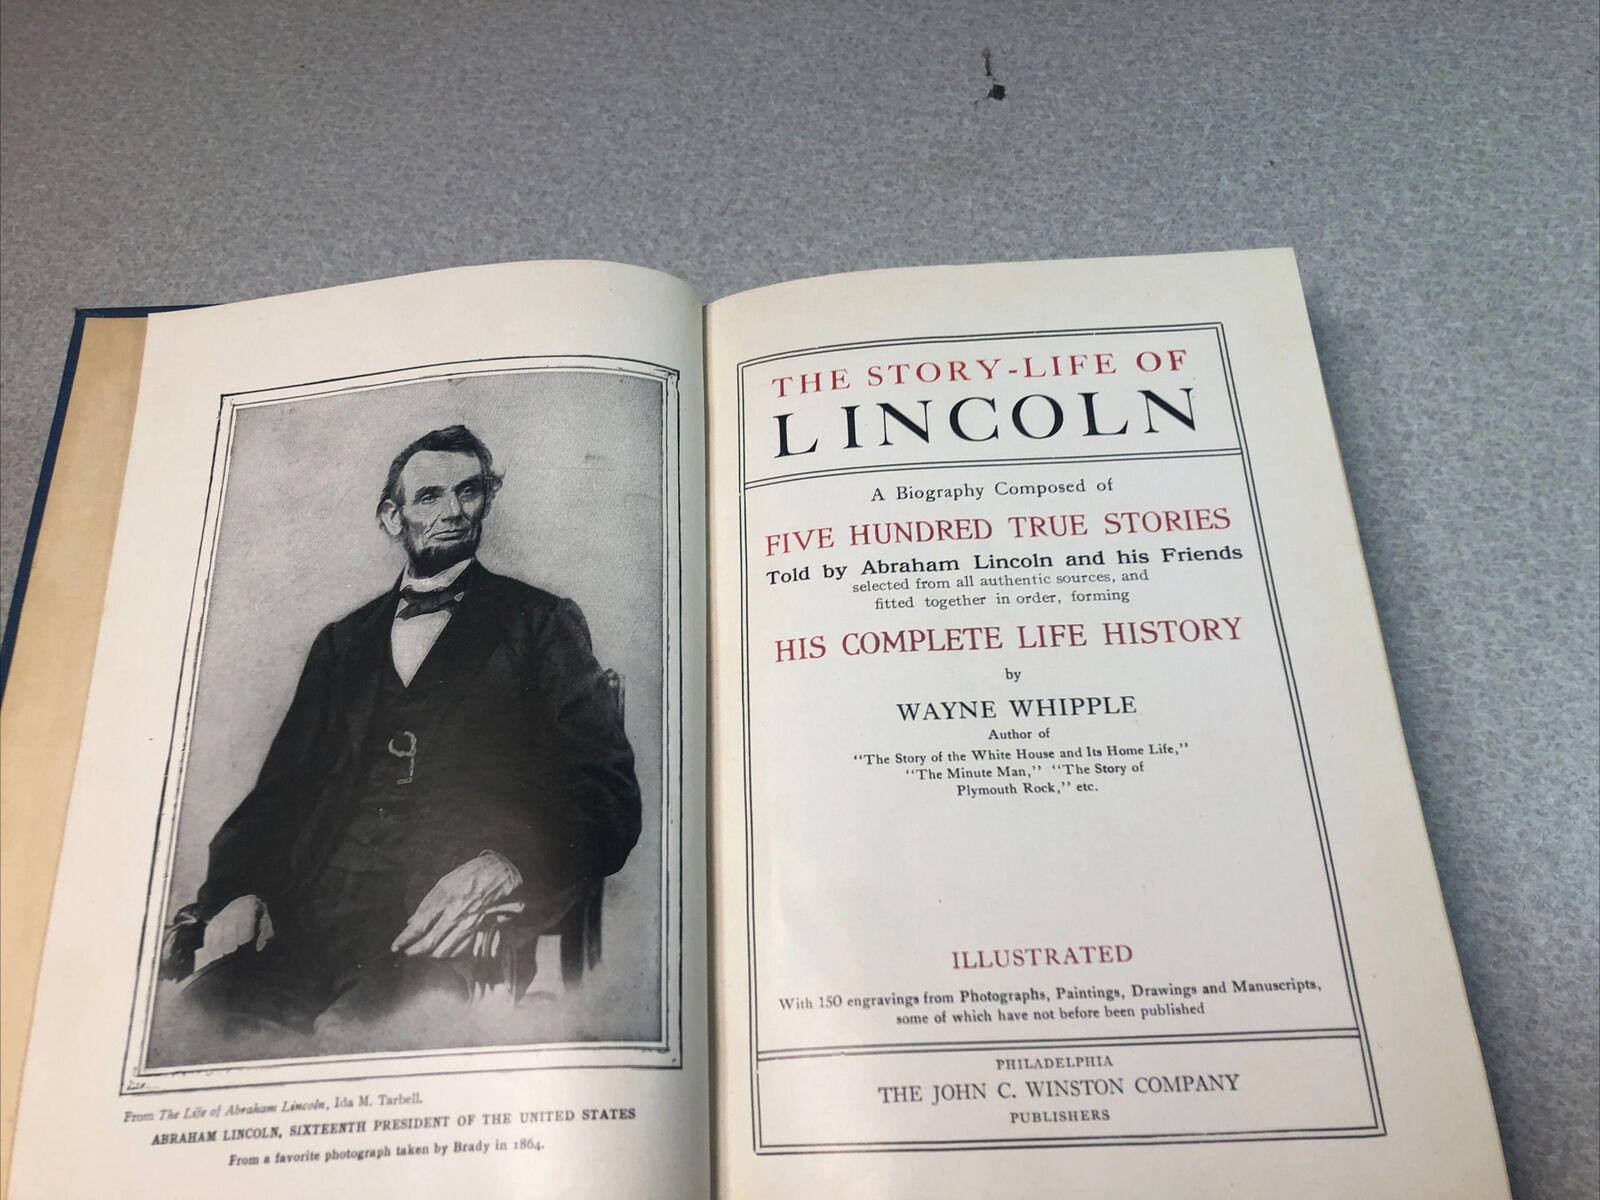 From The Life of Abraham Lincoln, Ida M. Tarbell.
ABRAHAM LINCOLN, SIXTEENTH PRESIDENT OF THE UNITED STATES
From a favorite photograph taken by Brady in 1864.
THE STORY-LIFE OF
LINCOLN
A Biography Composed of
FIVE HUNDRED TRUE STORIES
Told by Abraham Lincoln and his Friends
selected from all authentic sources, and
fitted together in order, forming
HIS COMPLETE LIFE HISTORY
by
WAYNE WHIPPLE
Author of
"The Story of the White House and Its Home Life,"
"The Minute Man," "The Story of
Plymouth Rock," etc.
ILLUSTRATED
With 150 engravings from Photographs, Paintings, Drawings and Manuscripts,
some of which have not before been published
PHILADELPHIA
THE JOHN C. WINSTON COMPANY
PUBLISHERS